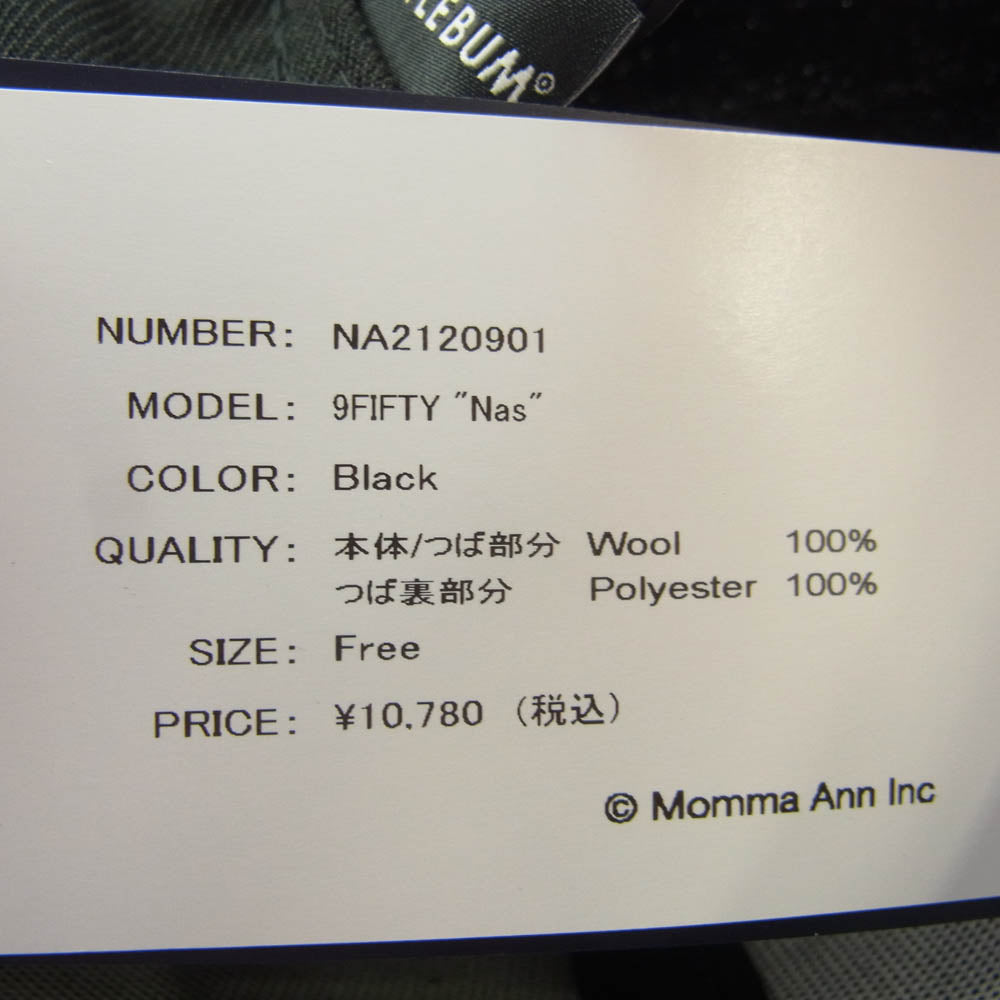 LEBUM®
NUMBER: NA2120901
MODEL: 9FIFTY "Nas"
COLOR: Black
QUALITY: 本体/つば部分 Wool 100%
つば裏部分 Polyester 100%
SIZE: Free
PRICE: ¥10,780 (税込)
© Momma Ann Inc